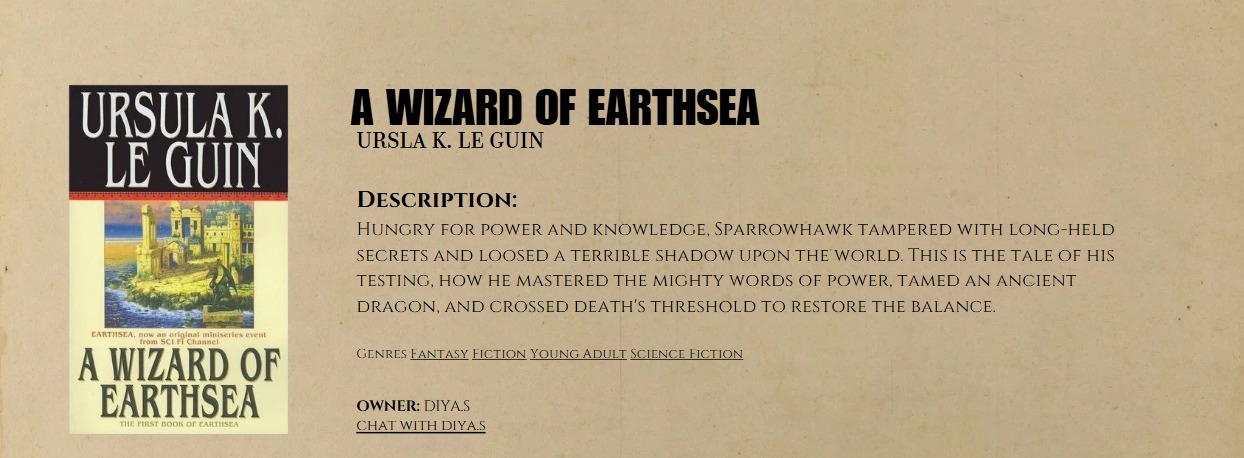 URSULA K.
LE GUIN
EARTHSEA, now an original miniseries event
from SCI FI Channel
A WIZARD OF
EARTHSEA
THE FIRST BOOK OF EARTHSEA
A WIZARD OF EARTHSEA
URSLA K. LE GUIN
DESCRIPTION:
HUNGRY FOR POWER AND KNOWLEDGE, SPARROWHAWK TAMPERED WITH LONG-HELD
SECRETS AND LOOSED A TERRIBLE SHADOW UPON THE WORLD. THIS IS THE TALE OF HIS
TESTING, HOW HE MASTERED THE MIGHTY WORDS OF POWER, TAMED AN ANCIENT
DRAGON, AND CROSSED DEATH'S THRESHOLD TO RESTORE THE BALANCE.
GENRES FANTASY FICTION YOUNG ADULT SCIENCE FICTION
OWNER: DIYA.S
CHAT WITH DIYA.S